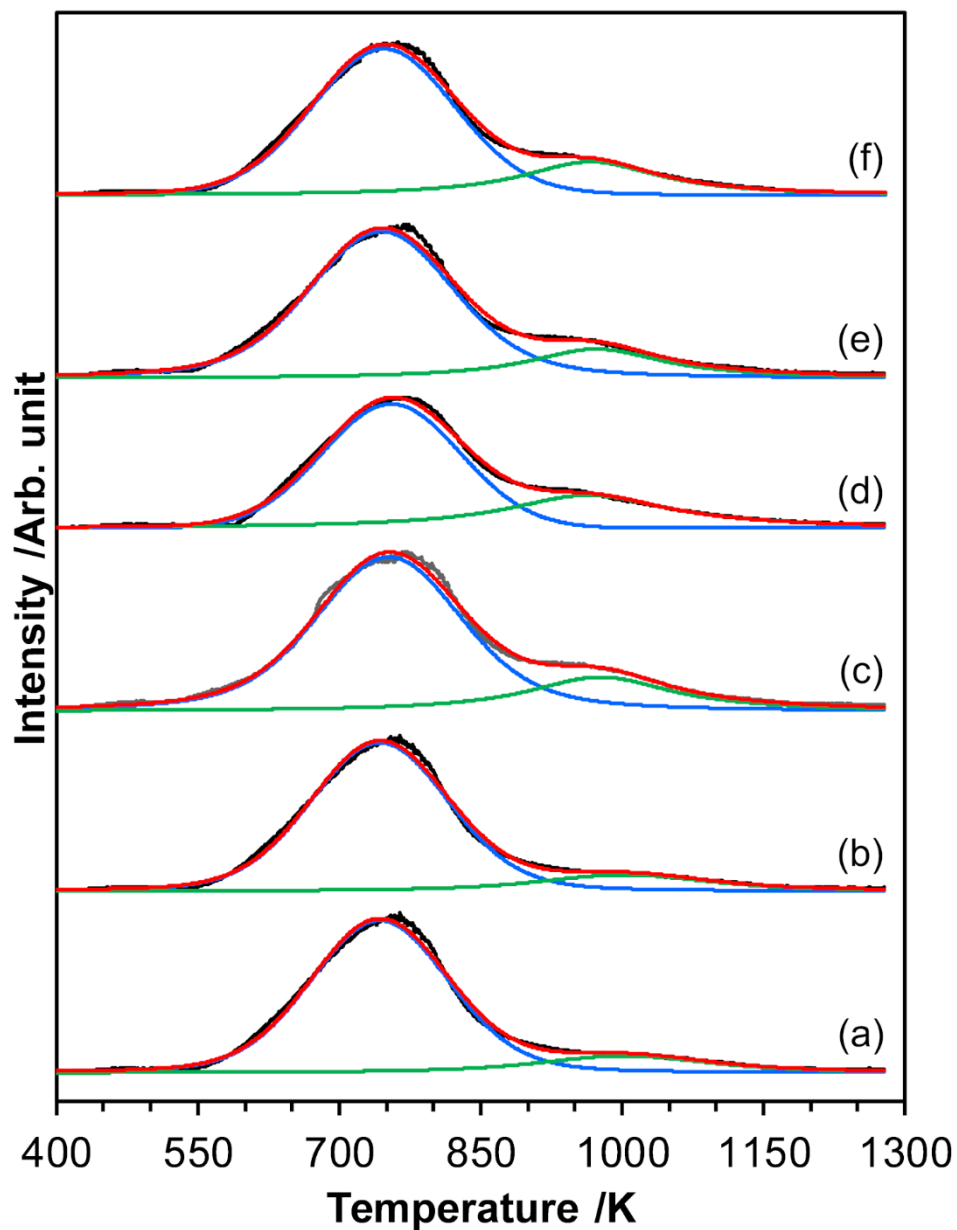 (f)
(e)
(d)
(c)
(b)
(a)
Intensity /Arb. unit
400 550 700 850 1000 1150 1300
Temperature /K